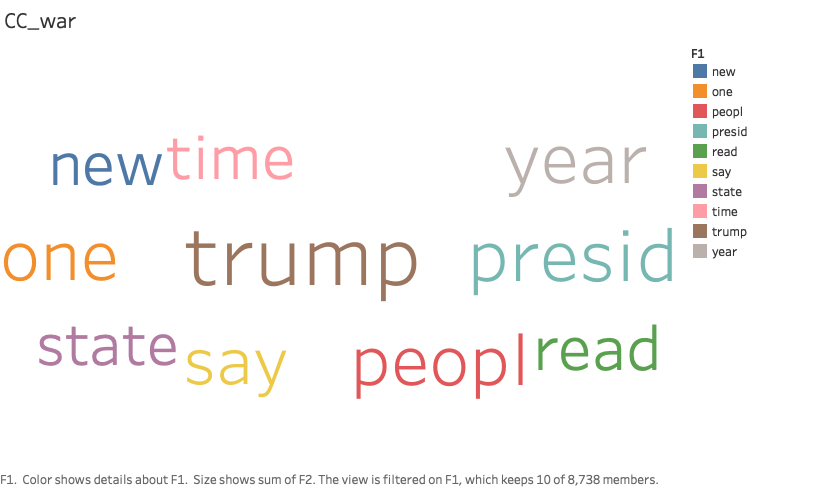 CC_war
F1
new
one
peopl
presid
read
say
state
time
trump
year
new time year
one trump presid
state say peopl read
F1. Color shows details about F1. Size shows sum of F2. The view is filtered on F1, which keeps 10 of 8,738 members.